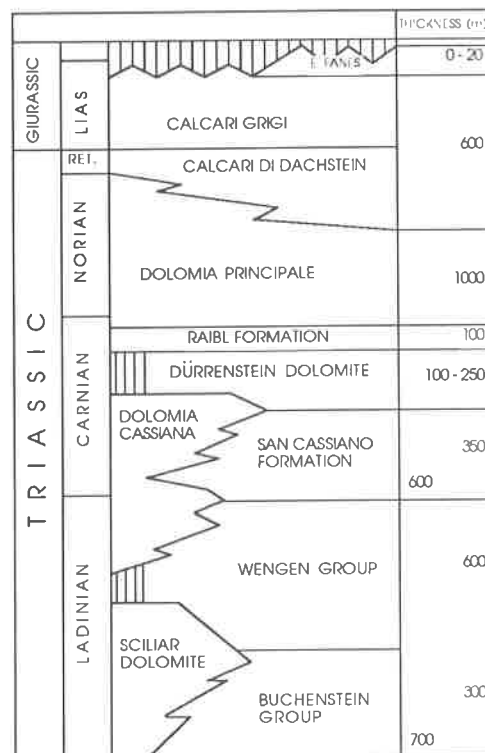 THICKNESS (m)
GIURASSIC
LIAS
F. FANES
0-20
CALCARI GRIGI
600
TRIASSIC
RET.
CALCARI DI DACHSTEIN
NORIAN
DOLOMIA PRINCIPALE
1000
CARNIAN
RAIBL FORMATION
100
DÜRRENSTEIN DOLOMITE
100 - 250
DOLOMIA
CASSIANA
SAN CASSIANO
FORMATION
350
600
LADINIAN
WENGEN GROUP
600
SCILIAR
DOLOMITE
BUCHENSTEIN
GROUP
300
700